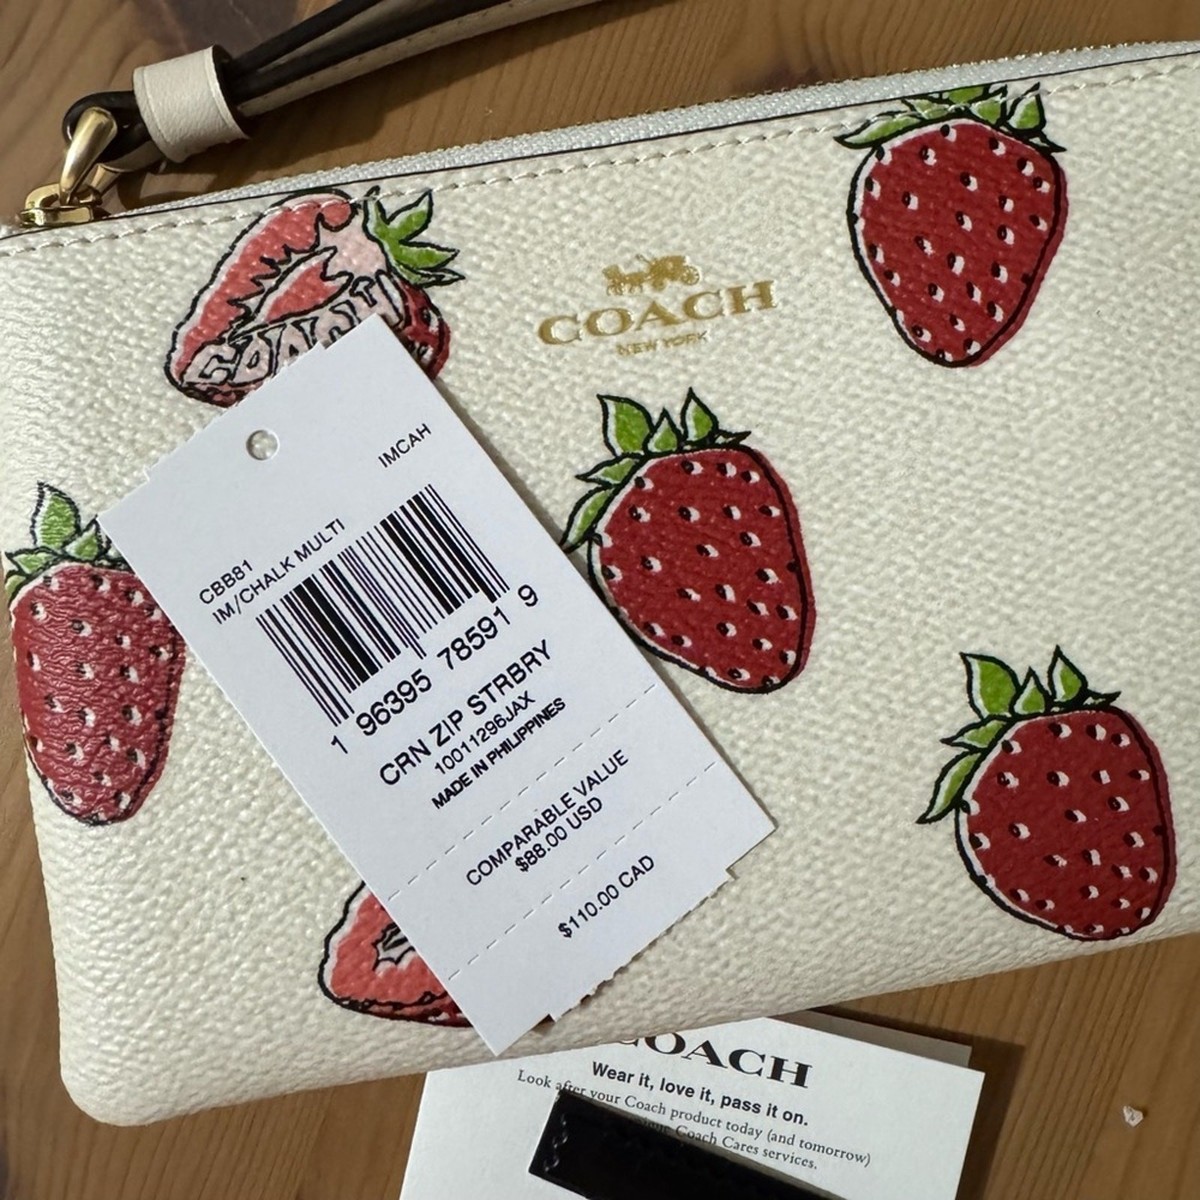 COACH
COACH
NEW YORK
IMCAH
CBB81
IM/CHALK MULTI
1 96395 78591 9
CRN ZIP STRBRY
10011296JAX
MADE IN PHILIPPINES
COMPARABLE VALUE
$88.00 USD
$110.00 CAD
COACH
Wear it, love it, pass it on.
Look after your Coach product today (and tomorrow)
Coach Cares services.